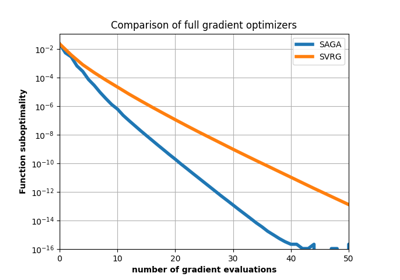 Comparison of full gradient optimizers
SAGA
SVRG
Function suboptimality
10⁻²
10⁻⁴
10⁻⁶
10⁻⁸
10⁻¹⁰
10⁻¹²
10⁻¹⁴
10⁻¹⁶
0 10 20 30 40 50
number of gradient evaluations